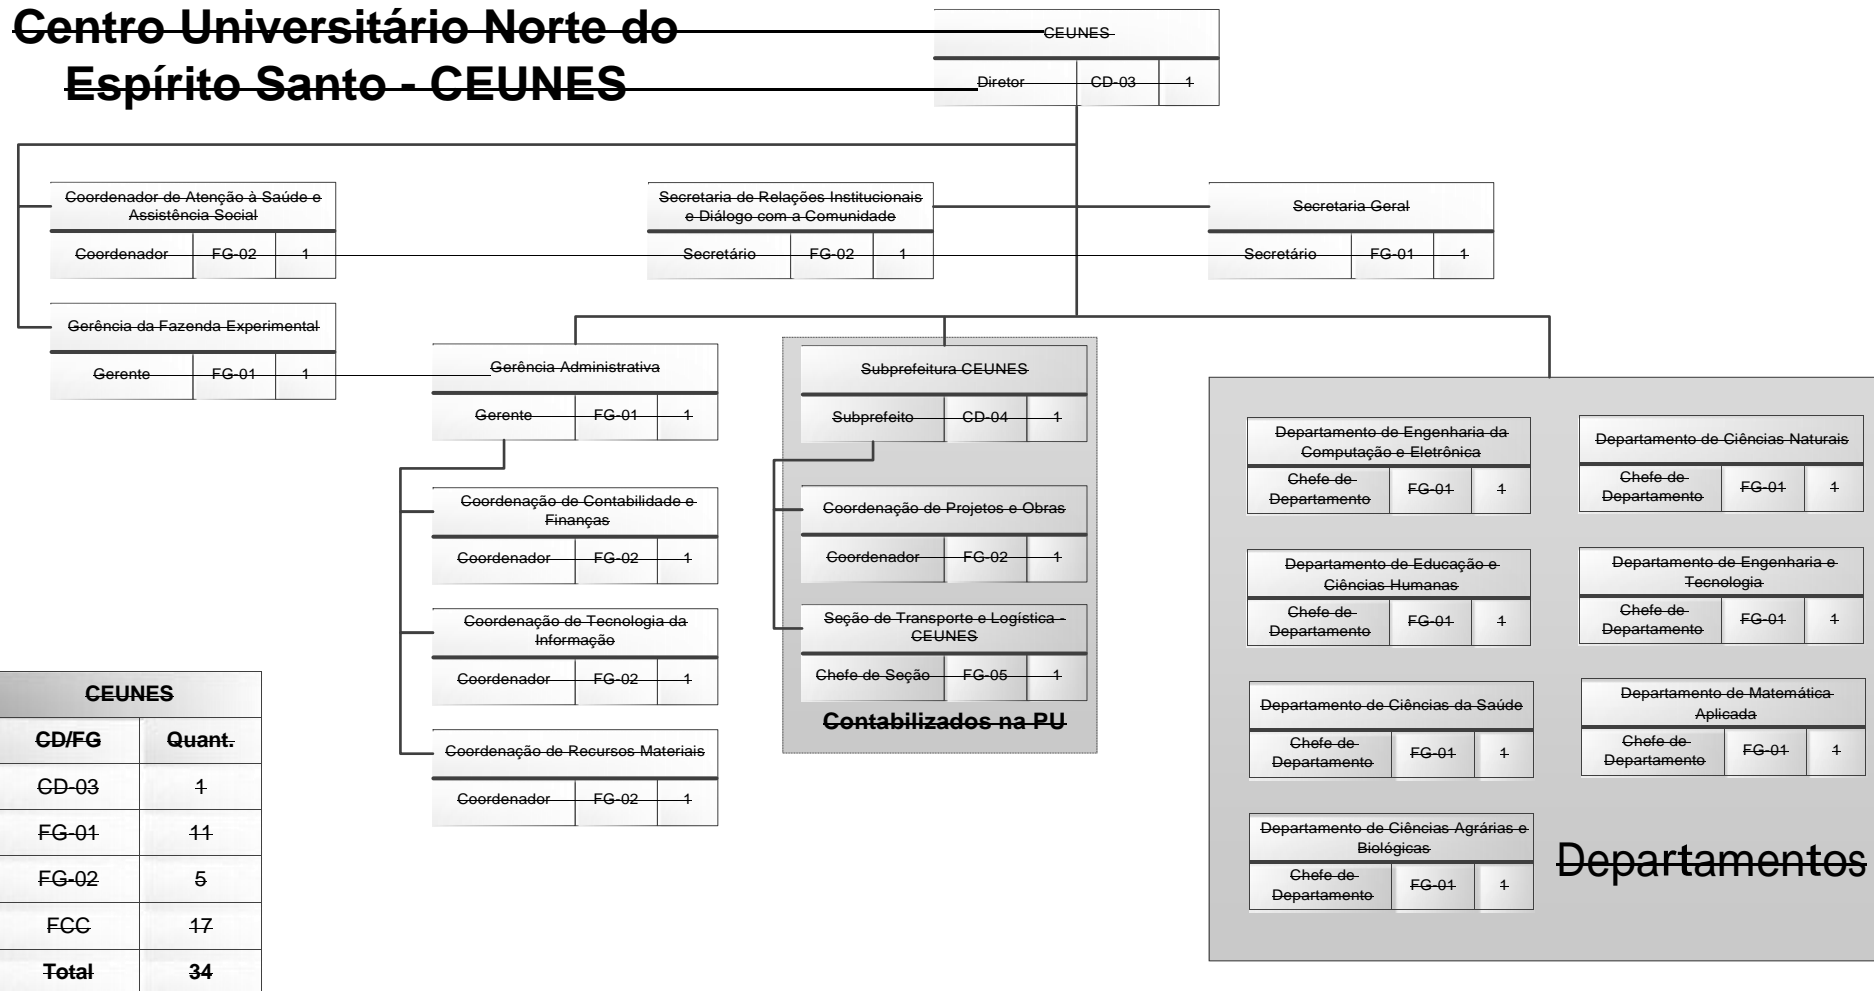 Centro Universitário Norte do
Espírito Santo - CEUNES
CEUNES
Diretor CD-03 1
Coordenador de Atenção à Saúde e
Assistência Social
Coordenador FG-02 1
Secretaria de Relações Institucionais
e Diálogo com a Comunidade
Secretário FG-02 1
Secretaria Geral
Secretário FG-01 1
Gerência da Fazenda Experimental
Gerente FG-01 1
Gerência Administrativa
Gerente FG-01 1
Coordenação de Contabilidade e
Finanças
Coordenador FG-02 1
Coordenação de Tecnologia da
Informação
Coordenador FG-02 1
Coordenação de Recursos Materiais
Coordenador FG-02 1
Subprefeitura CEUNES
Subprefeito CD-04 1
Coordenação de Projetos e Obras
Coordenador FG-02 1
Seção de Transporte e Logística -
CEUNES
Chefe de Seção FG-05 1
Contabilizados na PU
Departamento de Engenharia da
Computação e Eletrônica
Chefe de
Departamento FG-01 1
Departamento de Ciências Naturais
Chefe de
Departamento FG-01 1
Departamento de Educação e
Ciências Humanas
Chefe de
Departamento FG-01 1
Departamento de Engenharia e
Tecnologia
Chefe de
Departamento FG-01 1
Departamento de Ciências da Saúde
Chefe de
Departamento FG-01 1
Departamento de Matemática
Aplicada
Chefe de
Departamento FG-01 1
Departamento de Ciências Agrárias e
Biológicas
Chefe de
Departamento FG-01 1
Departamentos
CEUNES
CD/FG Quant.
CD-03 1
FG-01 11
FG-02 5
FCC 17
Total 34